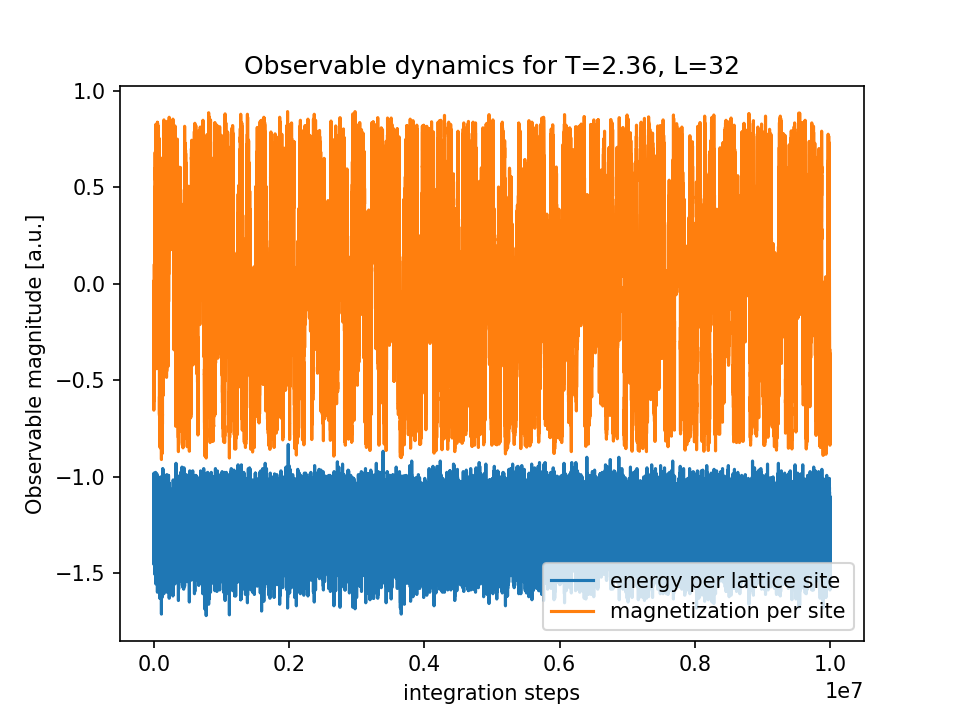 Observable dynamics for T=2.36, L=32
Observable magnitude [a.u.]
1.0
0.5
0.0
−0.5
−1.0
−1.5
energy per lattice site
magnetization per site
0.0 0.2 0.4 0.6 0.8 1.0
1e7
integration steps